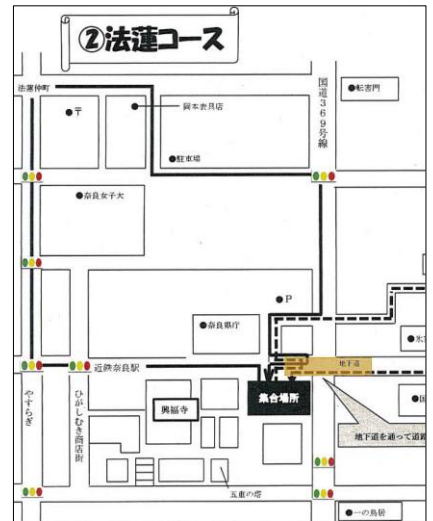 ②法蓮コース
法蓮仲町
●〒
●岡本表具店
国道369号線
●転害門
●駐車場
●奈良女子大
●P
●奈良県庁
地下道
近鉄奈良駅
集合場所
興福寺
やすらぎ
ひがしむき商店街
地下道を通って道路
五重の塔
●一の鳥居